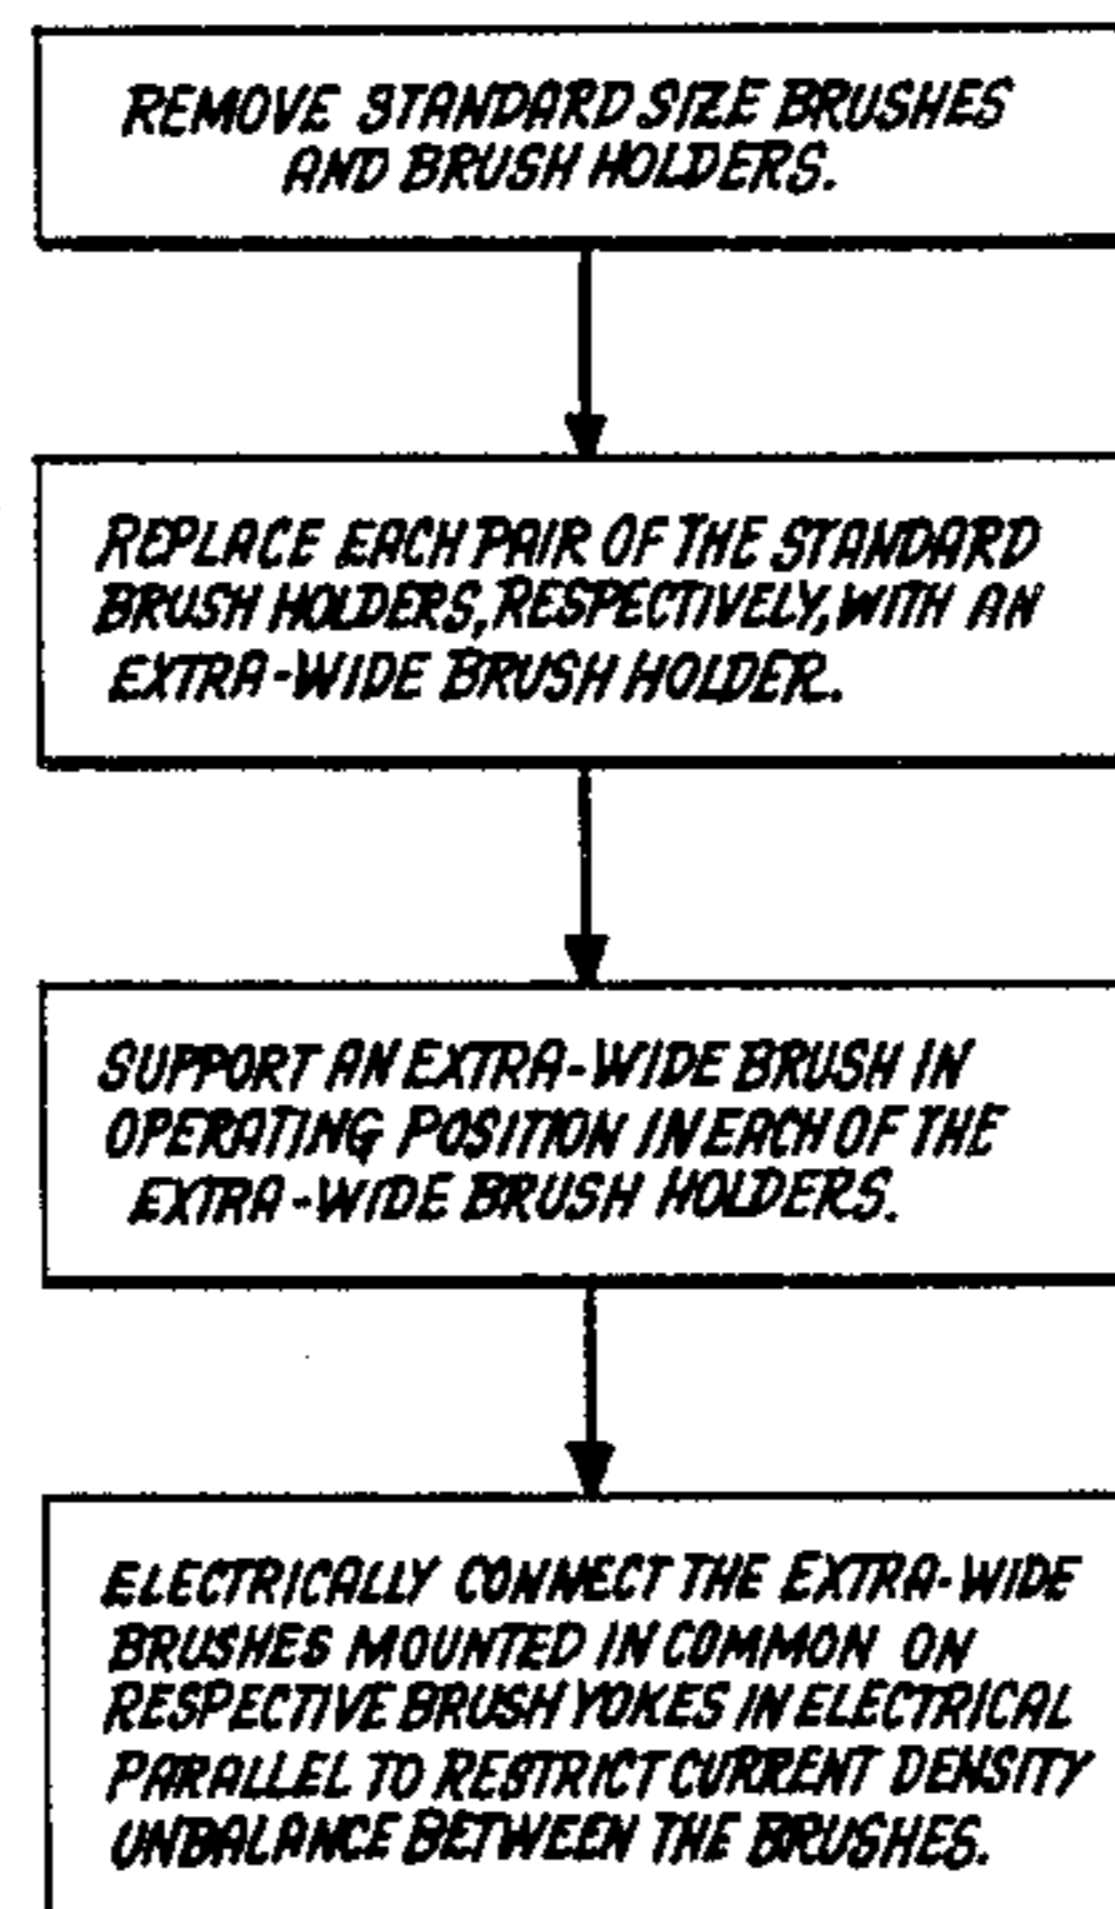 REMOVE STANDARD SIZE BRUSHES
AND BRUSH HOLDERS.
REPLACE EACH PAIR OF THE STANDARD
BRUSH HOLDERS, RESPECTIVELY, WITH AN
EXTRA-WIDE BRUSH HOLDER.
SUPPORT AN EXTRA-WIDE BRUSH IN
OPERATING POSITION IN EACH OF THE
EXTRA-WIDE BRUSH HOLDERS.
ELECTRICALLY CONNECT THE EXTRA-WIDE
BRUSHES MOUNTED IN COMMON ON
RESPECTIVE BRUSH YOKES IN ELECTRICAL
PARALLEL TO RESTRICT CURRENT DENSITY
UNBALANCE BETWEEN THE BRUSHES.